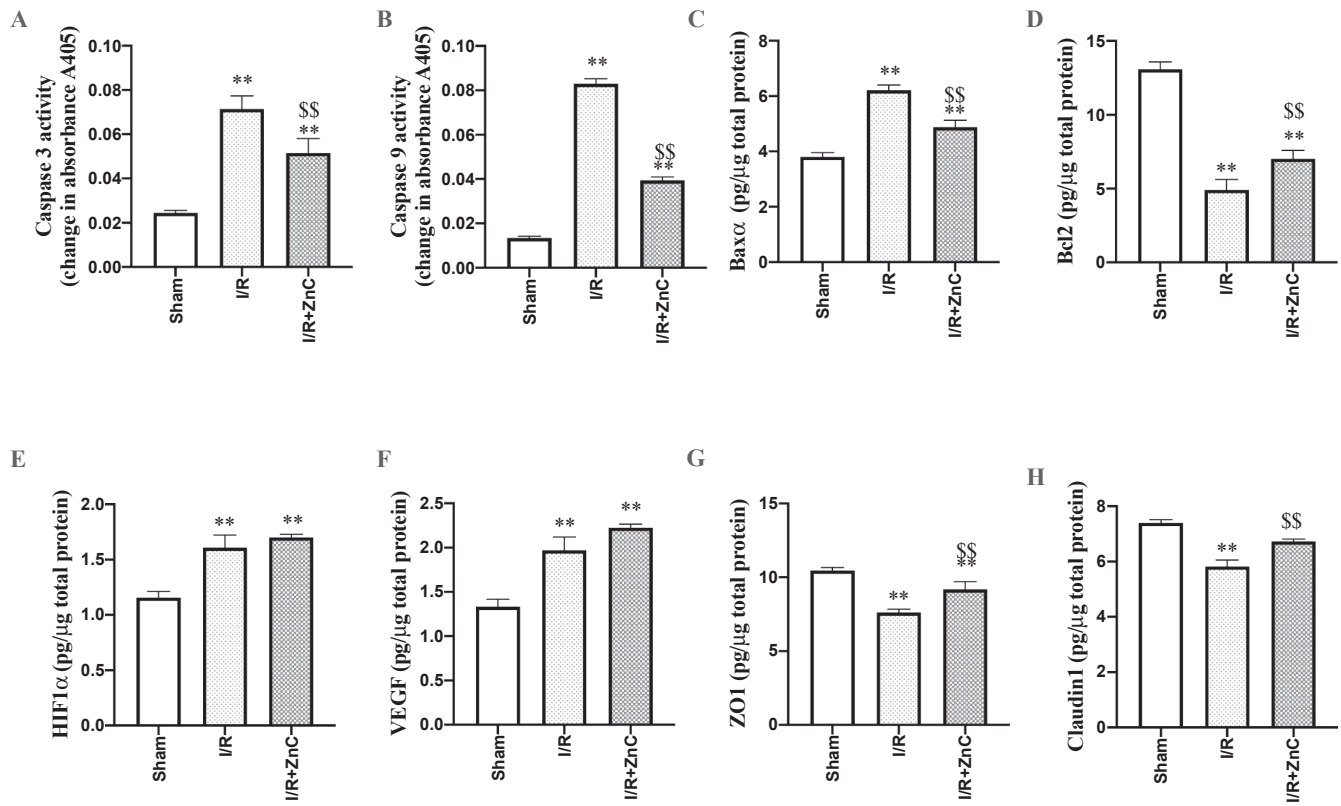 A
Caspase 3 activity
(change in absorbance A405)
0.10
0.08
0.06
0.04
0.02
0.00
**
$$
**
Sham
I/R
I/R+ZnC
B
Caspase 9 activity
(change in absorbance A405)
0.10
0.08
0.06
0.04
0.02
0.00
**
$$
**
Sham
I/R
I/R+ZnC
C
Baxα (pg/µg total protein)
8
6
4
2
0
**
$$
**
Sham
I/R
I/R+ZnC
D
Bcl2 (pg/µg total protein)
15
10
5
0
**
$$
**
Sham
I/R
I/R+ZnC
E
HIF1α (pg/µg total protein)
2.0
1.5
1.0
0.5
0.0
**
**
Sham
I/R
I/R+ZnC
F
VEGF (pg/µg total protein)
2.5
2.0
1.5
1.0
0.5
0.0
**
**
Sham
I/R
I/R+ZnC
G
ZO1 (pg/µg total protein)
15
10
5
0
**
$$
**
Sham
I/R
I/R+ZnC
H
Claudin1 (pg/µg total protein)
8
6
4
2
0
**
$$
Sham
I/R
I/R+ZnC